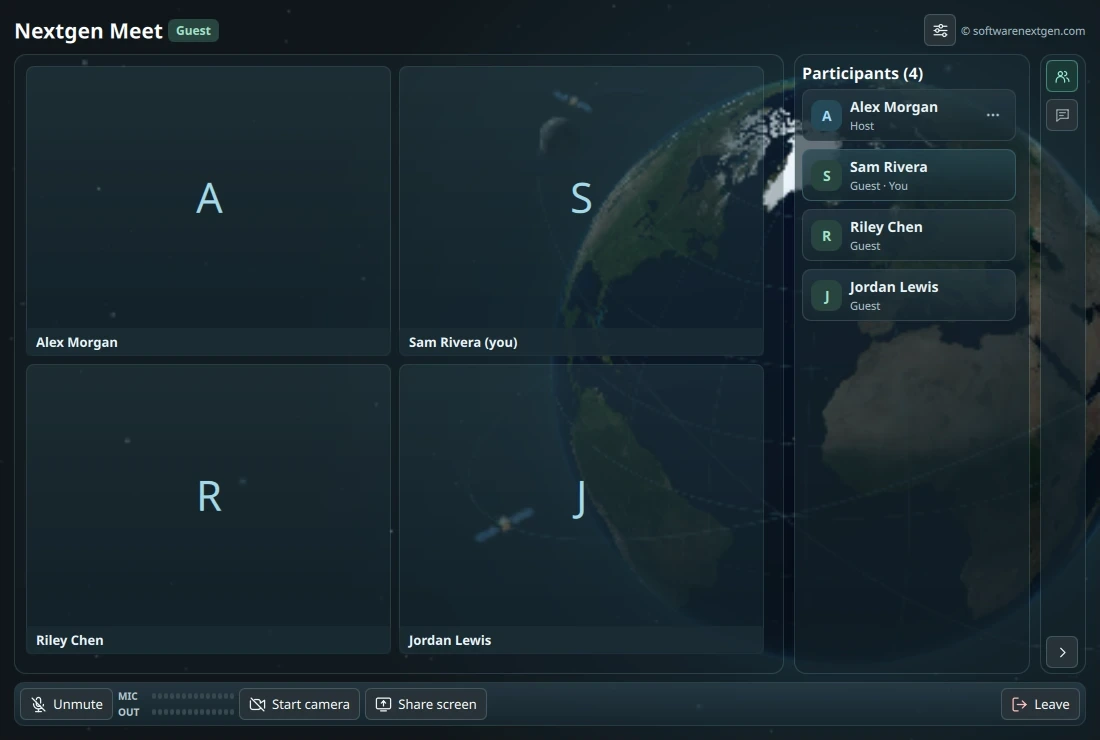 Nextgen Meet Guest
© softwarenextgen.com
A
Alex Morgan
S
Sam Rivera (you)
R
Riley Chen
J
Jordan Lewis
Participants (4)
A
Alex Morgan
Host
...
S
Sam Rivera
Guest · You
R
Riley Chen
Guest
J
Jordan Lewis
Guest
Unmute
MIC
OUT
Start camera
Share screen
Leave